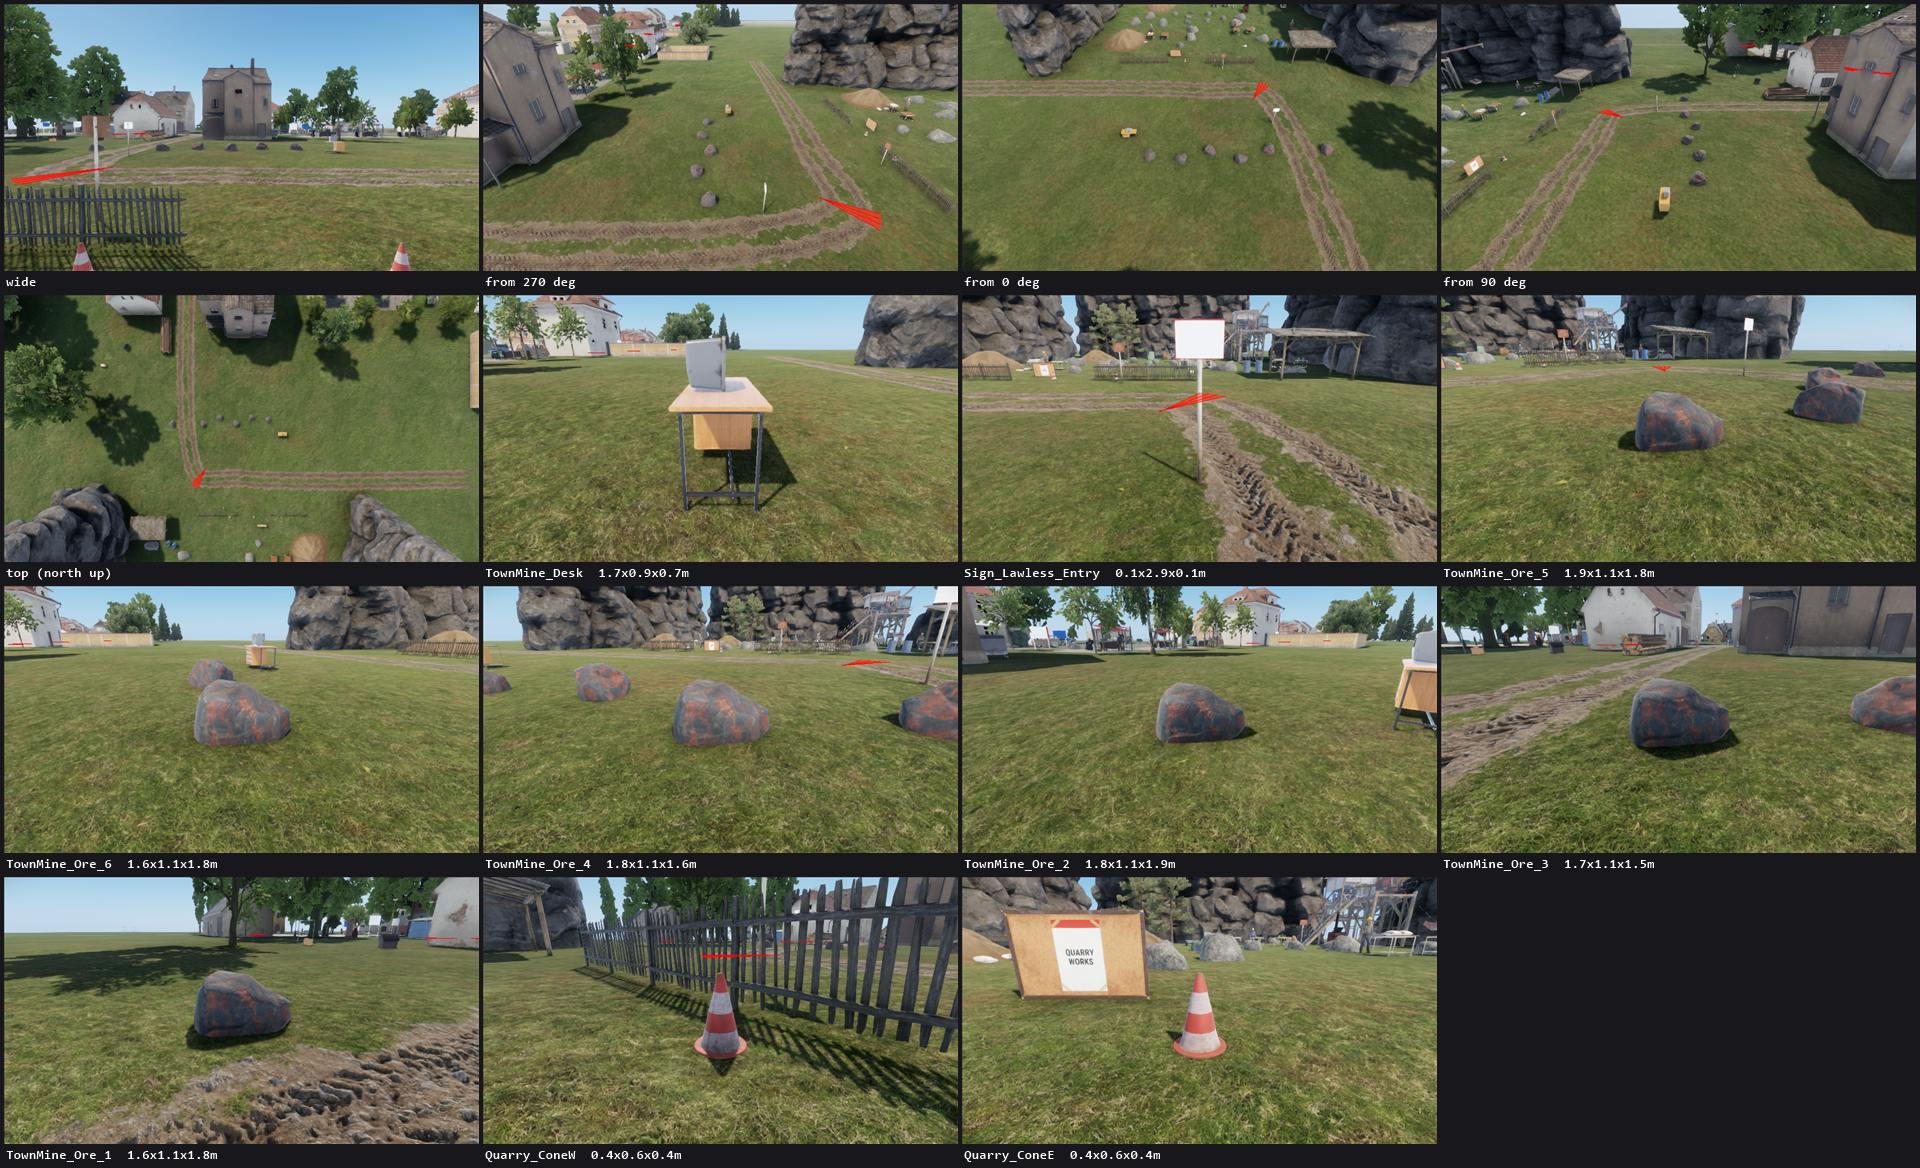 wide
from 270 deg
from 0 deg
from 90 deg
top (north up)
TownMine_Desk 1.7x0.9x0.7m
Sign_Lawless_Entry 0.1x2.9x0.1m
TownMine_Ore_5 1.9x1.1x1.8m
TownMine_Ore_6 1.6x1.1x1.8m
TownMine_Ore_4 1.8x1.1x1.6m
TownMine_Ore_2 1.8x1.1x1.9m
TownMine_Ore_3 1.7x1.1x1.5m
QUARRY
WORKS
TownMine_Ore_1 1.6x1.1x1.8m
Quarry_ConeW 0.4x0.6x0.4m
Quarry_ConeE 0.4x0.6x0.4m